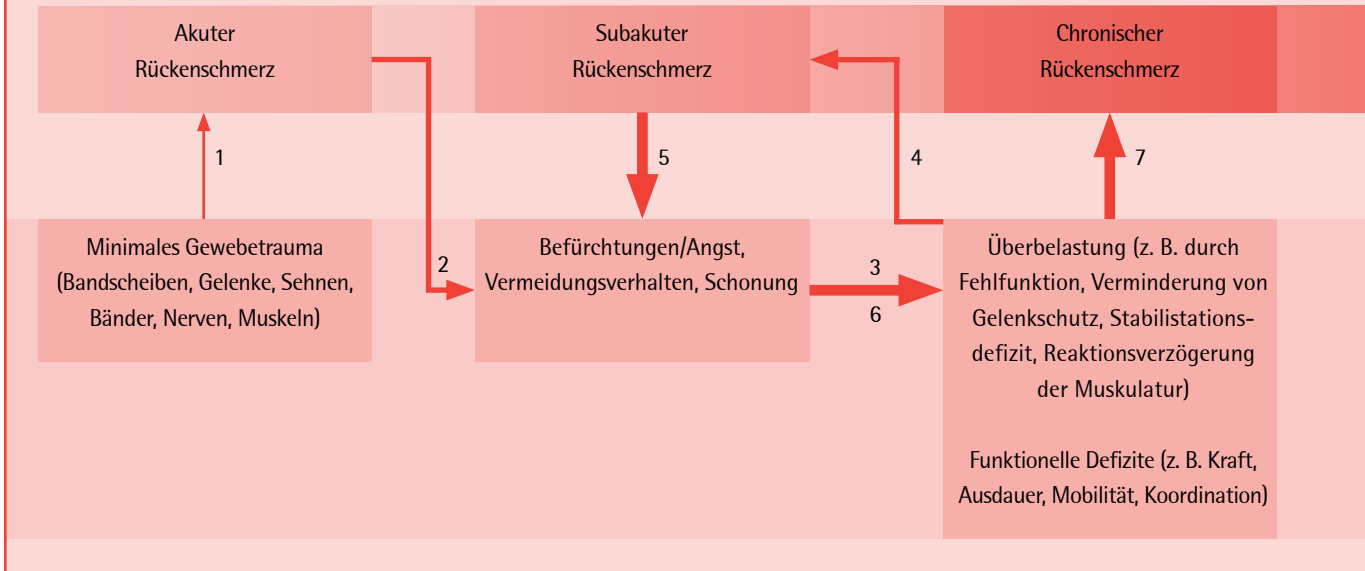 Akuter
Rückenschmerz
Subakuter
Rückenschmerz
Chronischer
Rückenschmerz
1
5
4
7
Minimales Gewebetrauma
(Bandscheiben, Gelenke, Sehnen,
Bänder, Nerven, Muskeln)
2
Befürchtungen/Angst,
Vermeidungsverhalten, Schonung
3
6
Überbelastung (z. B. durch
Fehlfunktion, Verminderung von
Gelenkschutz, Stabilistations-
defizit, Reaktionsverzögerung
der Muskulatur)
Funktionelle Defizite (z. B. Kraft,
Ausdauer, Mobilität, Koordination)